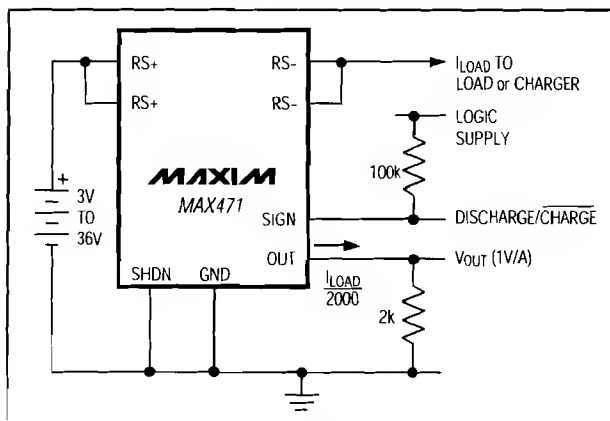 RS+ RS- ILOAD TO
LOAD or CHARGER
RS+ RS-
LOGIC
SUPPLY
100k
MAXIM
MAX471
+
3V
TO
36V
SIGN DISCHARGE/CHARGE
OUT VOUT (1V/A)
SHDN GND
ILOAD
2000
2k